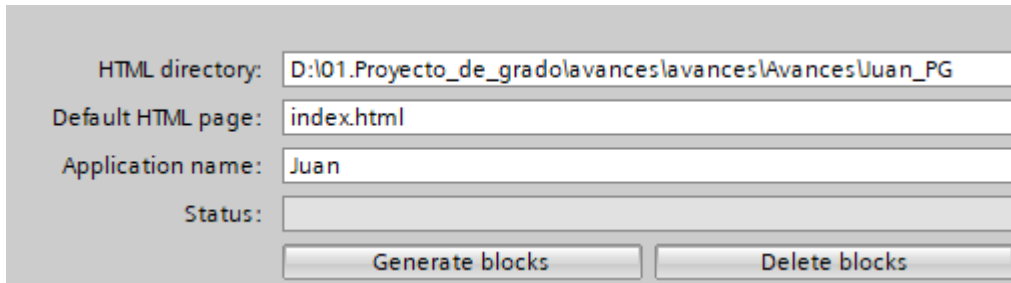 HTML directory: D:\01.Proyecto_de_grado\avances\avances\Avances\Juan_PG
Default HTML page: index.html
Application name: Juan
Status:
Generate blocks Delete blocks